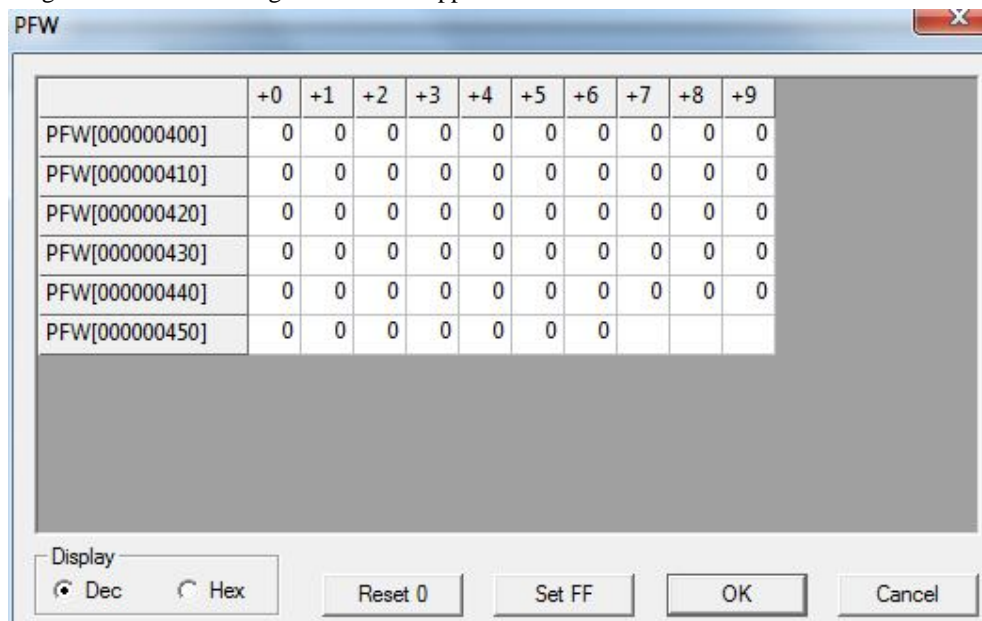 PFW
+0 +1 +2 +3 +4 +5 +6 +7 +8 +9
PFW[000000400] 0 0 0 0 0 0 0 0 0 0
PFW[000000410] 0 0 0 0 0 0 0 0 0 0
PFW[000000420] 0 0 0 0 0 0 0 0 0 0
PFW[000000430] 0 0 0 0 0 0 0 0 0 0
PFW[000000440] 0 0 0 0 0 0 0 0 0 0
PFW[000000450] 0 0 0 0 0 0 0
Display
Dec Hex Reset 0 Set FF OK Cancel